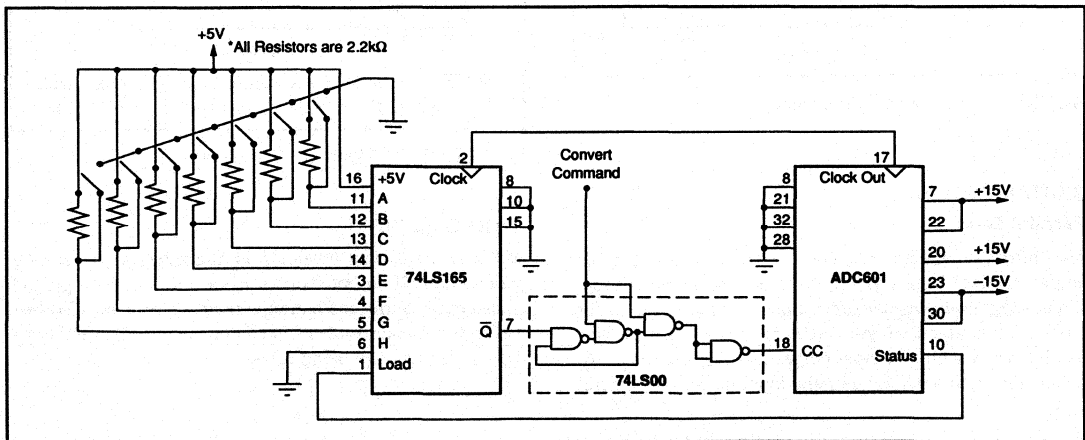 +5V
*All Resistors are 2.2kΩ
2
Clock
16
+5V
11
A
12
B
13
C
14
D
3
E
4
F
5
G
6
H
1
Load
74LS165
8
10
15
Q̅
7
Convert
Command
74LS00
17
Clock Out
8
21
32
28
ADC601
18
CC
Status
7
+15V
22
20
+15V
23
−15V
30
10